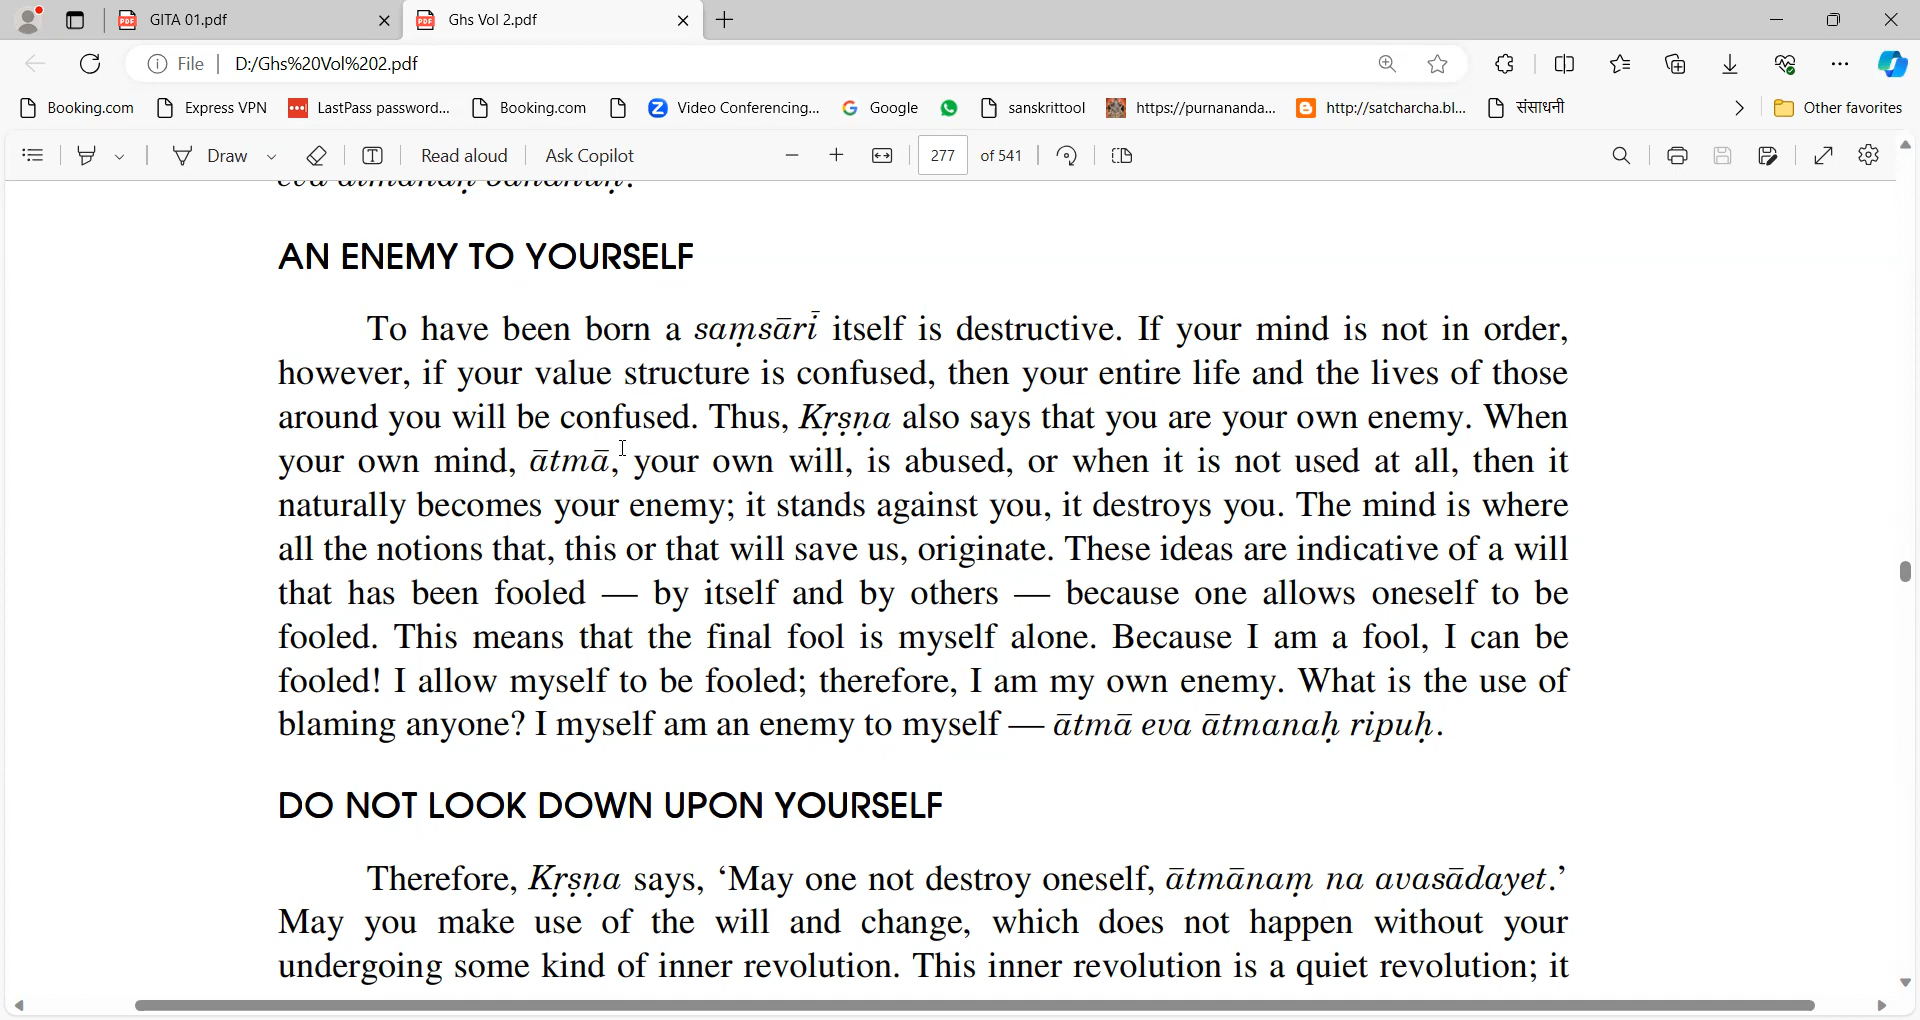 GITA 01.pdf
Ghs Vol 2.pdf
File D:/Ghs%20Vol%202.pdf
Booking.com Express VPN LastPass password... Booking.com Video Conferencing... Google sanskrittool https://purnananda... http://satcharcha.bl... संसाधनी Other favorites
Draw Read aloud Ask Copilot 277 of 541
AN ENEMY TO YOURSELF
To have been born a saṃsārī itself is destructive. If your mind is not in order,
however, if your value structure is confused, then your entire life and the lives of those
around you will be confused. Thus, Kṛṣṇa also says that you are your own enemy. When
your own mind, ātmā, your own will, is abused, or when it is not used at all, then it
naturally becomes your enemy; it stands against you, it destroys you. The mind is where
all the notions that, this or that will save us, originate. These ideas are indicative of a will
that has been fooled — by itself and by others — because one allows oneself to be
fooled. This means that the final fool is myself alone. Because I am a fool, I can be
fooled! I allow myself to be fooled; therefore, I am my own enemy. What is the use of
blaming anyone? I myself am an enemy to myself — ātmā eva ātmanaḥ ripuḥ.
DO NOT LOOK DOWN UPON YOURSELF
Therefore, Kṛṣṇa says, ‘May one not destroy oneself, ātmānaṃ na avasādayet.’
May you make use of the will and change, which does not happen without your
undergoing some kind of inner revolution. This inner revolution is a quiet revolution; it